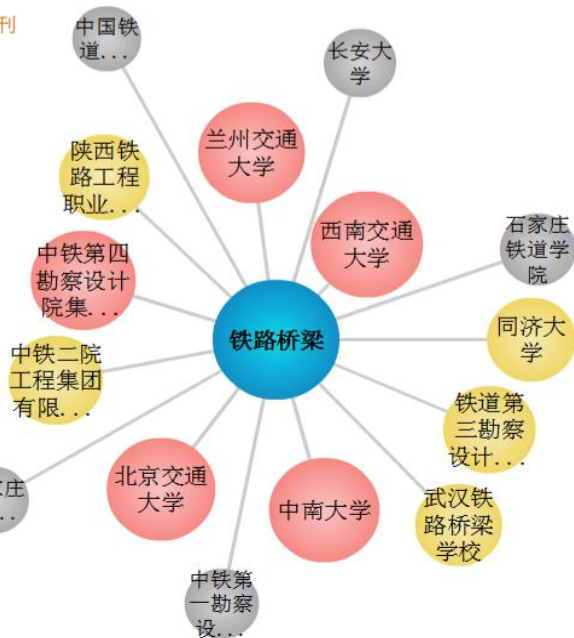 刊
中国铁
道...
长安大
学
兰州交通
大学
陕西铁
路工程
职业...
西南交通
大学
石家庄
铁道学
院
中铁第四
勘察设计
院集...
铁路桥梁
同济大
学
中铁二院
工程集团
有限...
铁道第
三勘察
设计...
北京交通
大学
中南大学
武汉铁
路桥梁
学校
庄
..
中铁第
一勘察
设...